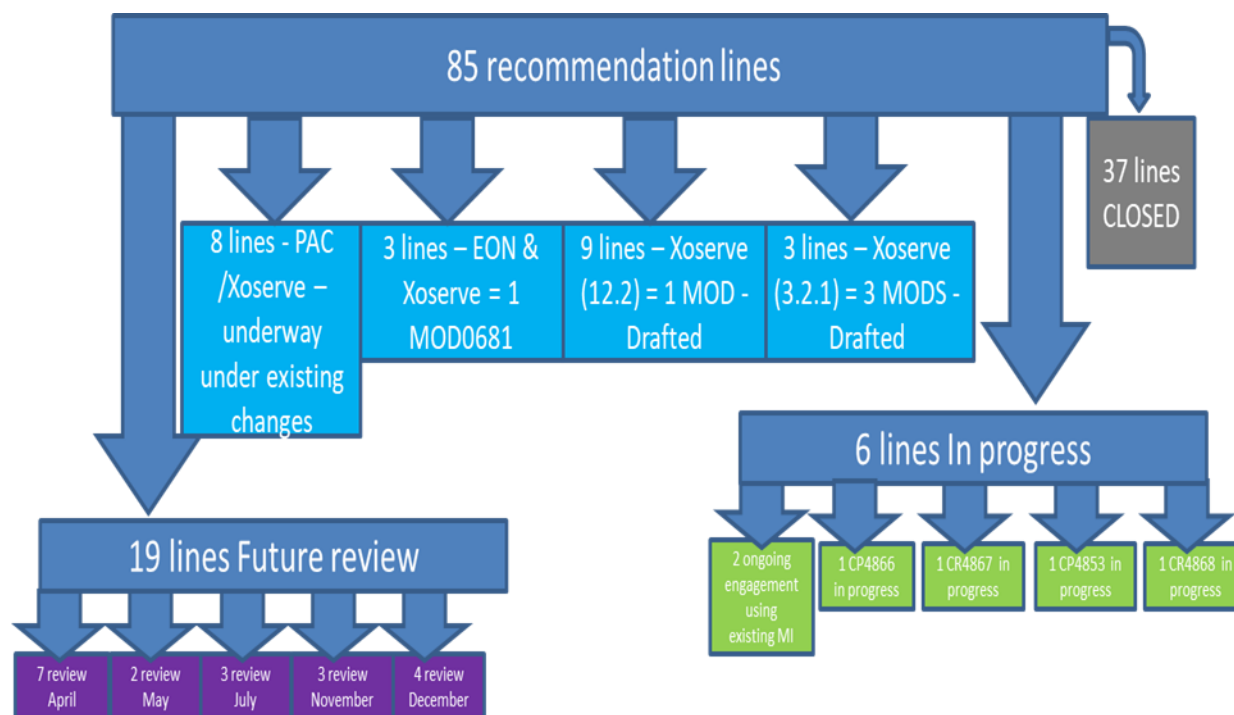 85 recommendation lines
37 lines
CLOSED
8 lines - PAC
/Xoserve –
underway
under existing
changes
3 lines – EON &
Xoserve = 1
MOD0681
9 lines – Xoserve
(12.2) = 1 MOD -
Drafted
3 lines – Xoserve
(3.2.1) = 3 MODS -
Drafted
6 lines In progress
2 ongoing
engagement
using
existing MI
1 CP4866
in progress
1 CR4867 in
progress
1 CP4853 in
progress
1 CR4868 in
progress
19 lines Future review
7 review
April
2 review
May
3 review
July
3 review
November
4 review
December